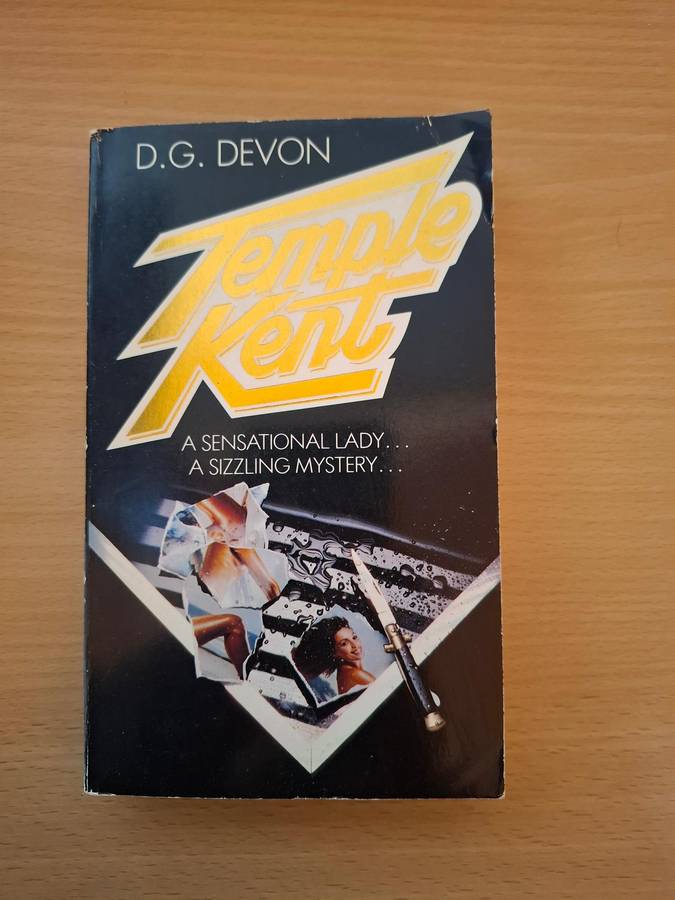 D.G. DEVON
Temple
Kent
A SENSATIONAL LADY...
A SIZZLING MYSTERY...